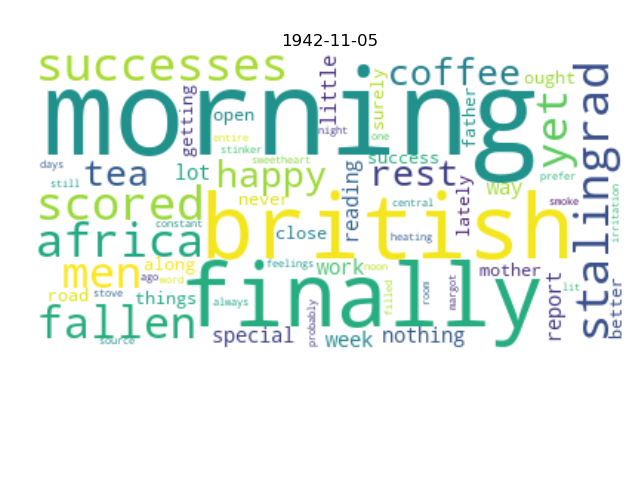 1942-11-05
successes
morning
getting
open
entire
stinker
little
night
coffee
surely
one
father
ought
yet
stalingrad
days
still
tea
lot
sweetheart
happy
success
reading
rest
way
prefer
smoke
irritation
scored
never
british
constant
close
central
heating
lately
africa
men
along
ago
word
feelings
work
noon
mother
road
stove
things
always
finally
filled
room
margot
lit
report
better
fallen
source
special
probably
week
nothing